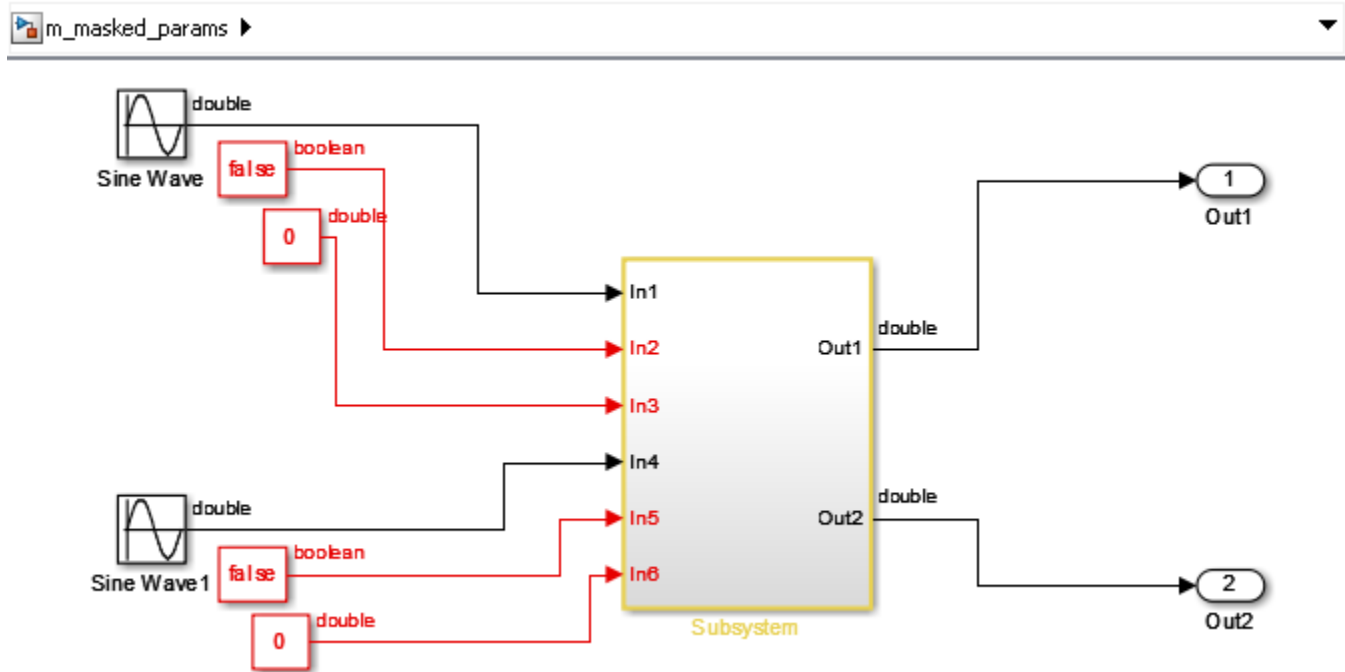 m_masked_params
double
Sine Wave
false
boolean
0
double
In1
In2
In3
In4
In5
In6
Out1
Out2
Subsystem
double
double
1
Out1
double
Sine Wave1
false
boolean
0
double
2
Out2